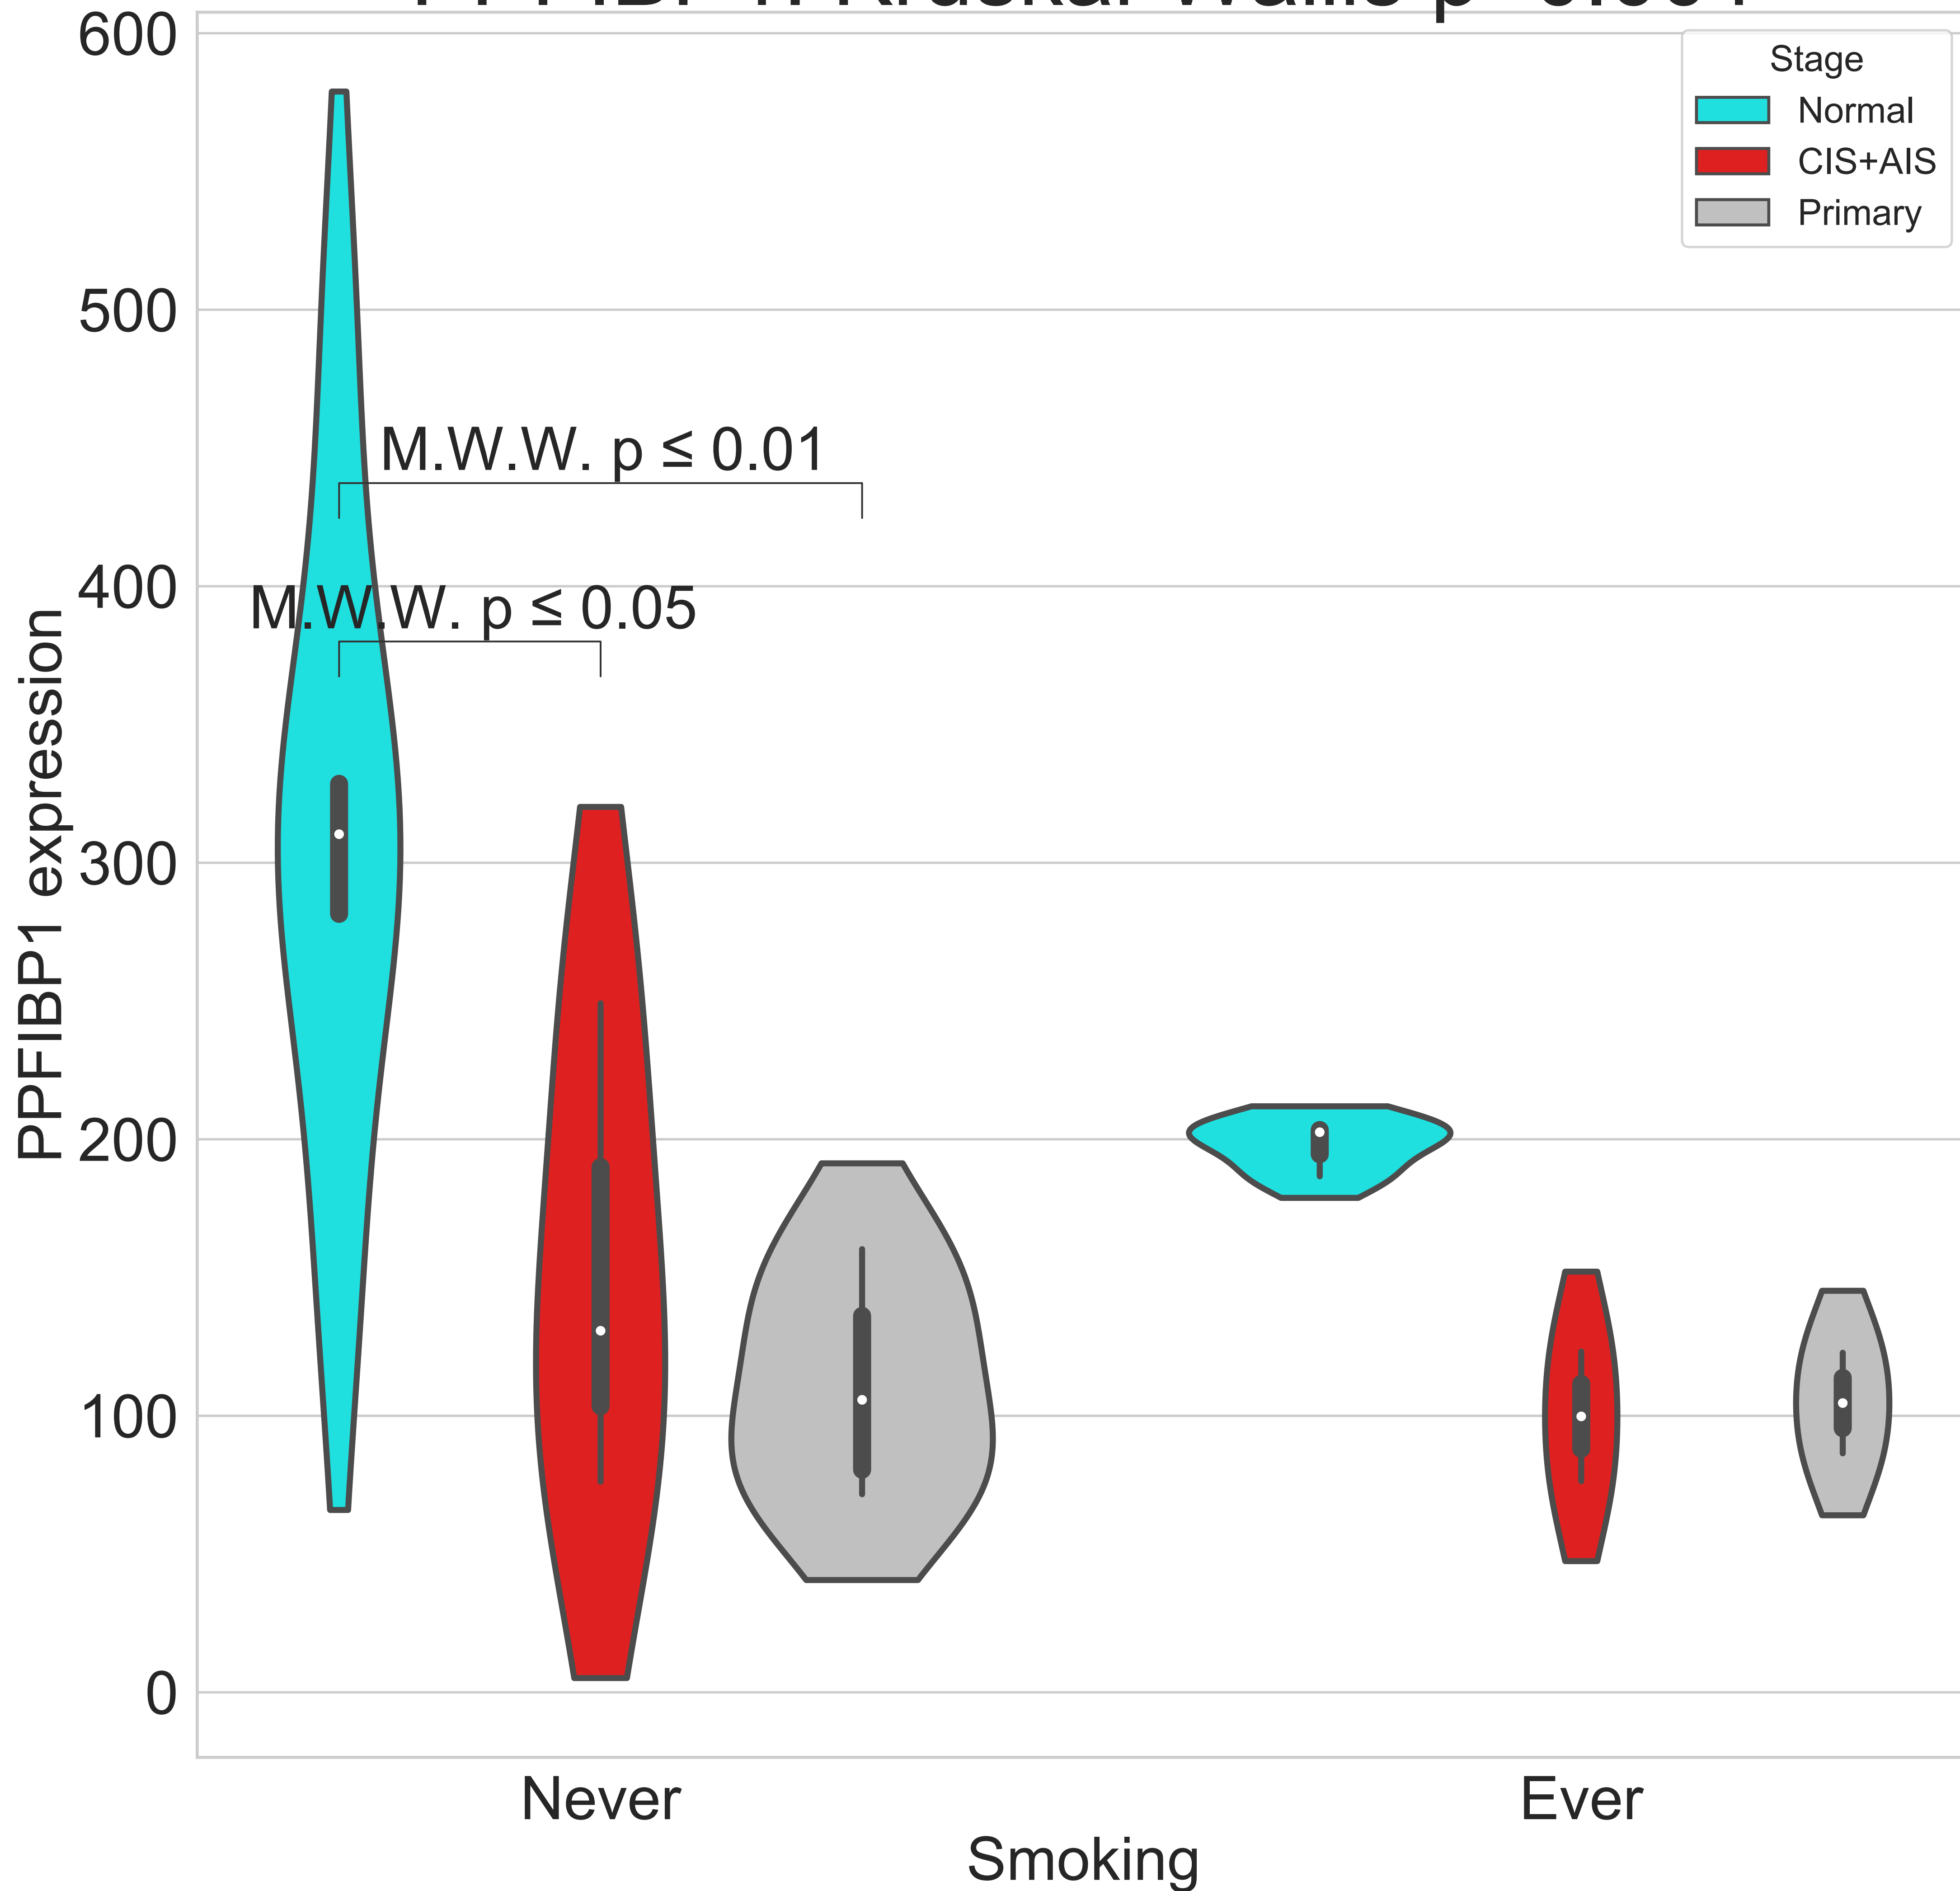 600
Stage
Normal
CIS+AIS
Primary
500
M.W.W. p ≤ 0.01
400
M.W.W. p ≤ 0.05
300
200
100
0
PPFIBP1 expression
Never
Ever
Smoking